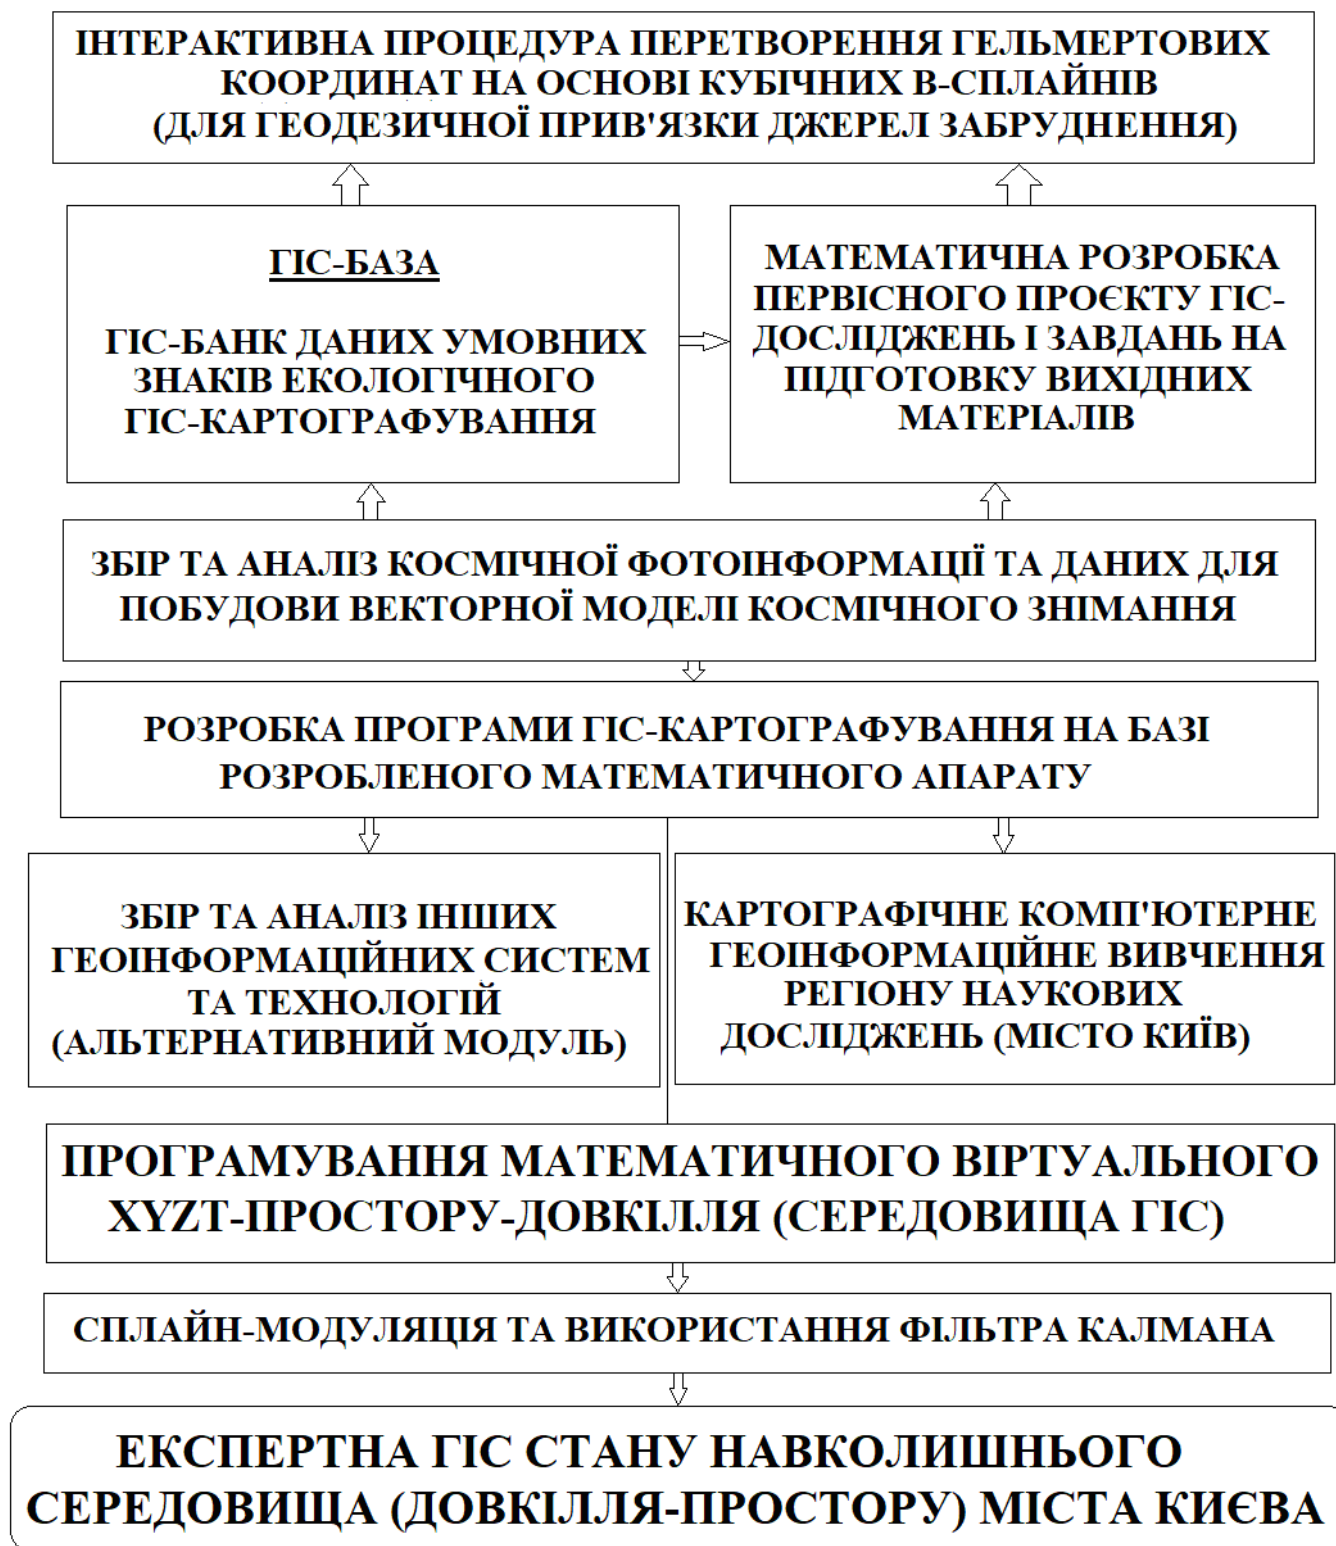 ІНТЕРАКТИВНА ПРОЦЕДУРА ПЕРЕТВОРЕННЯ ГЕЛЬМЕРТОВИХ
КООРДИНАТ НА ОСНОВІ КУБІЧНИХ В-СПЛАЙНІВ
(ДЛЯ ГЕОДЕЗИЧНОЇ ПРИВ'ЯЗКИ ДЖЕРЕЛ ЗАБРУДНЕННЯ)
ГІС-БАЗА
ГІС-БАНК ДАНИХ УМОВНИХ
ЗНАКІВ ЕКОЛОГІЧНОГО
ГІС-КАРТОГРАФУВАННЯ
МАТЕМАТИЧНА РОЗРОБКА
ПЕРВІСНОГО ПРОЄКТУ ГІС-
ДОСЛІДЖЕНЬ І ЗАВДАНЬ НА
ПІДГОТОВКУ ВИХІДНИХ
МАТЕРІАЛІВ
ЗБІР ТА АНАЛІЗ КОСМІЧНОЇ ФОТОІНФОРМАЦІЇ ТА ДАНИХ ДЛЯ
ПОБУДОВИ ВЕКТОРНОЇ МОДЕЛІ КОСМІЧНОГО ЗНІМАННЯ
РОЗРОБКА ПРОГРАМИ ГІС-КАРТОГРАФУВАННЯ НА БАЗІ
РОЗРОБЛЕНОГО МАТЕМАТИЧНОГО АПАРАТУ
ЗБІР ТА АНАЛІЗ ІНШИХ
ГЕОІНФОРМАЦІЙНИХ СИСТЕМ
ТА ТЕХНОЛОГІЙ
(АЛЬТЕРНАТИВНИЙ МОДУЛЬ)
КАРТОГРАФІЧНЕ КОМП'ЮТЕРНЕ
ГЕОІНФОРМАЦІЙНЕ ВИВЧЕННЯ
РЕГІОНУ НАУКОВИХ
ДОСЛІДЖЕНЬ (МІСТО КИЇВ)
ПРОГРАМУВАННЯ МАТЕМАТИЧНОГО ВІРТУАЛЬНОГО
XYZT-ПРОСТОРУ-ДОВКІЛЛЯ (СЕРЕДОВИЩА ГІС)
СПЛАЙН-МОДУЛЯЦІЯ ТА ВИКОРИСТАННЯ ФІЛЬТРА КАЛМАНА
ЕКСПЕРТНА ГІС СТАНУ НАВКОЛИШНЬОГО
СЕРЕДОВИЩА (ДОВКІЛЛЯ-ПРОСТОРУ) МІСТА КИЄВА